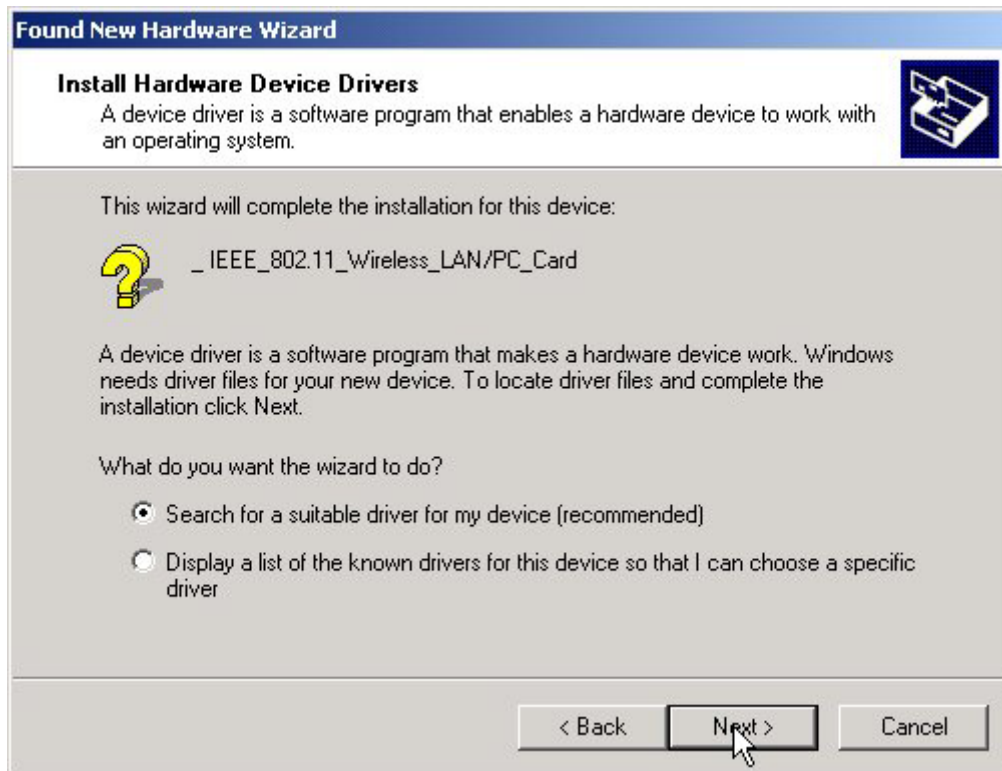 Found New Hardware Wizard
Install Hardware Device Drivers
A device driver is a software program that enables a hardware device to work with
an operating system.
This wizard will complete the installation for this device:
_ IEEE_802.11_Wireless_LAN/PC_Card
A device driver is a software program that makes a hardware device work. Windows
needs driver files for your new device. To locate driver files and complete the
installation click Next.
What do you want the wizard to do?
Search for a suitable driver for my device (recommended)
Display a list of the known drivers for this device so that I can choose a specific
driver
< Back
Next >
Cancel